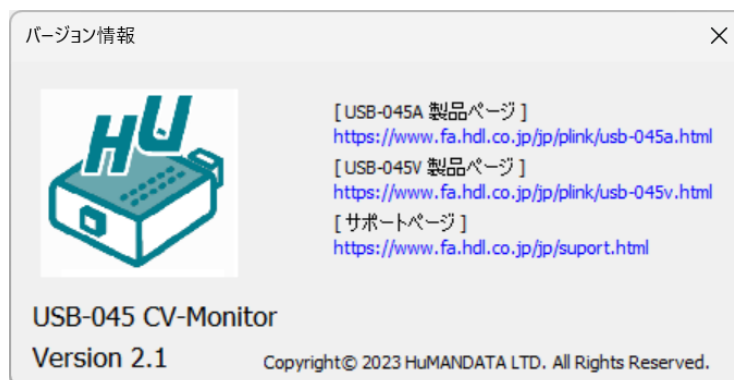 バージョン情報
HU
[ USB-045A 製品ページ ]
https://www.fa.hdl.co.jp/jp/plink/usb-045a.html
[ USB-045V 製品ページ ]
https://www.fa.hdl.co.jp/jp/plink/usb-045v.html
[ サポートページ ]
https://www.fa.hdl.co.jp/jp/suport.html
USB-045 CV-Monitor
Version 2.1
Copyright© 2023 HuMANDATA LTD. All Rights Reserved.